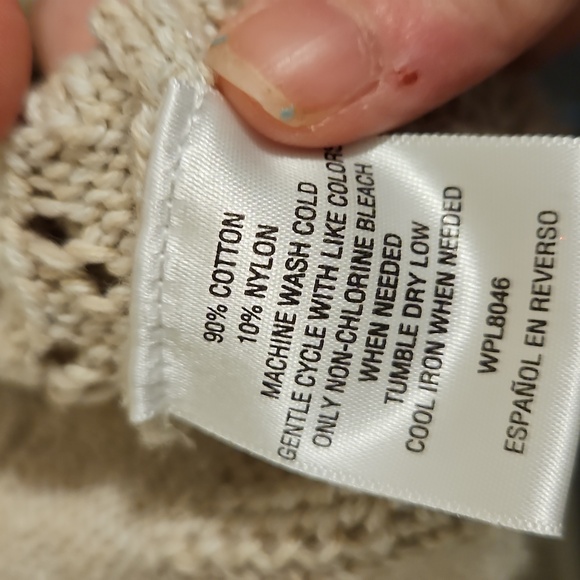 90% COTTON
10% NYLON
MACHINE WASH COLD
GENTLE CYCLE WITH LIKE COLORS
ONLY NON-CHLORINE BLEACH
WHEN NEEDED
TUMBLE DRY LOW
COOL IRON WHEN NEEDED
WPL8046
ESPAÑOL EN REVERSO